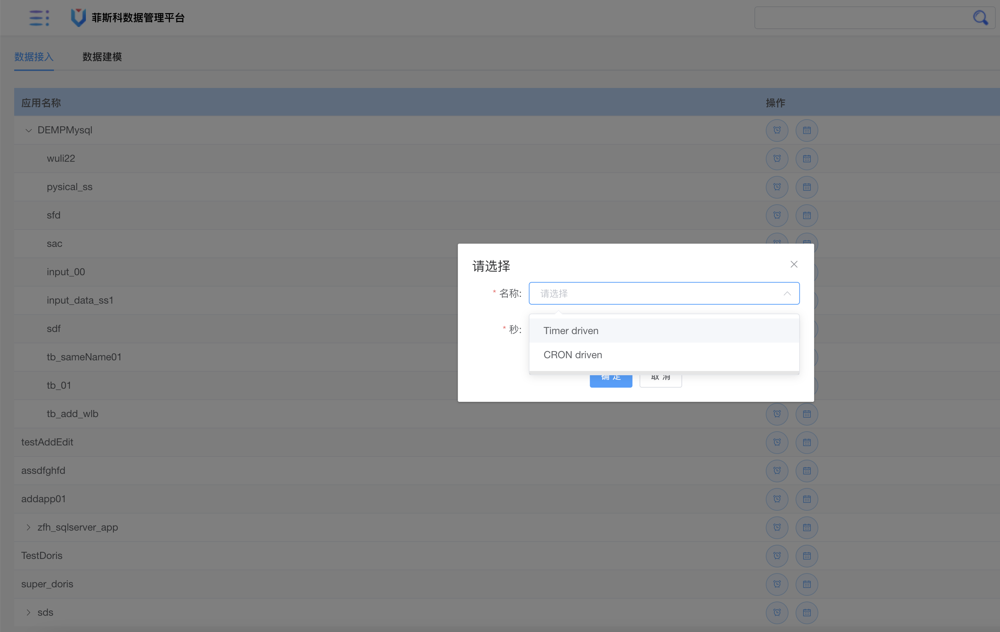 菲斯科数据管理平台
数据接入 数据建模
应用名称 操作
DEMPMysql
wuli22
pysical_ss
sfd
sac
请选择
input_00
* 名称: 请选择
input_data_ss1
* 秒:
Timer driven
sdf
CRON driven
tb_sameName01
确 定 取 消
tb_01
tb_add_wlb
testAddEdit
assdfghfd
addapp01
zfh_sqlserver_app
TestDoris
super_doris
sds